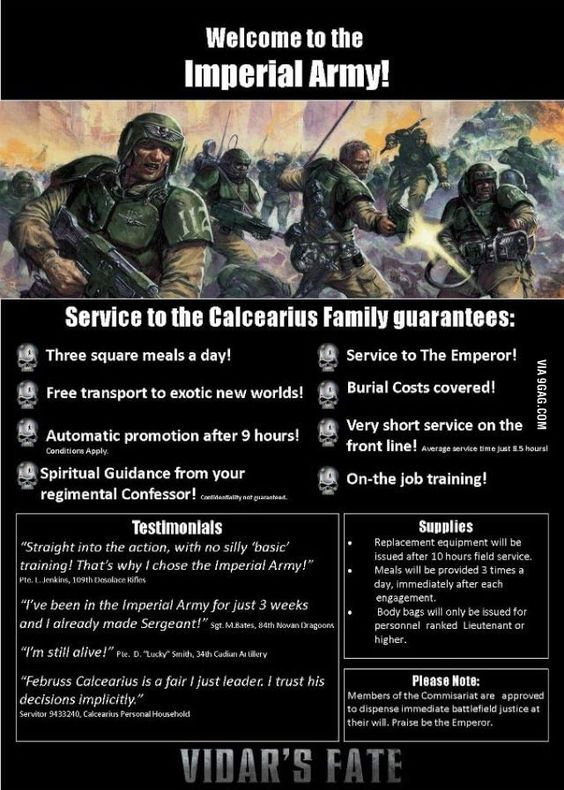 Welcome to the
Imperial Army!
112
Service to the Calcearius Family guarantees:
Three square meals a day!
Free transport to exotic new worlds!
Automatic promotion after 9 hours!
Conditions Apply.
Spiritual Guidance from your
regimental Confessor! Confidentiality not guaranteed.
Service to The Emperor!
Burial Costs covered!
Very short service on the
front line! Average service time just 8.5 hours!
On-the job training!
VIA 9GAG.COM
Testimonials
"Straight into the action, with no silly 'basic'
training! That's why I chose the Imperial Army!"
Pte. L. Jenkins, 109th Desolace Rifles
"I've been in the Imperial Army for just 3 weeks
and I already made Sergeant!" Sgt. M.Bates, 84th Novan Dragoons
"I'm still alive!" Pte. D. "Lucky" Smith, 34th Cadian Artillery
"Februss Calcearius is a fair I just leader. I trust his
decisions implicitly."
Servitor 9433240, Calcearius Personal Household
Supplies
• Replacement equipment will be
issued after 10 hours field service.
• Meals will be provided 3 times a
day, immediately after each
engagement.
• Body bags will only be issued for
personnel ranked Lieutenant or
higher.
Please Note:
Members of the Commisariat are approved
to dispense immediate battlefield justice at
their will. Praise be the Emperor.
VIDAR'S FATE